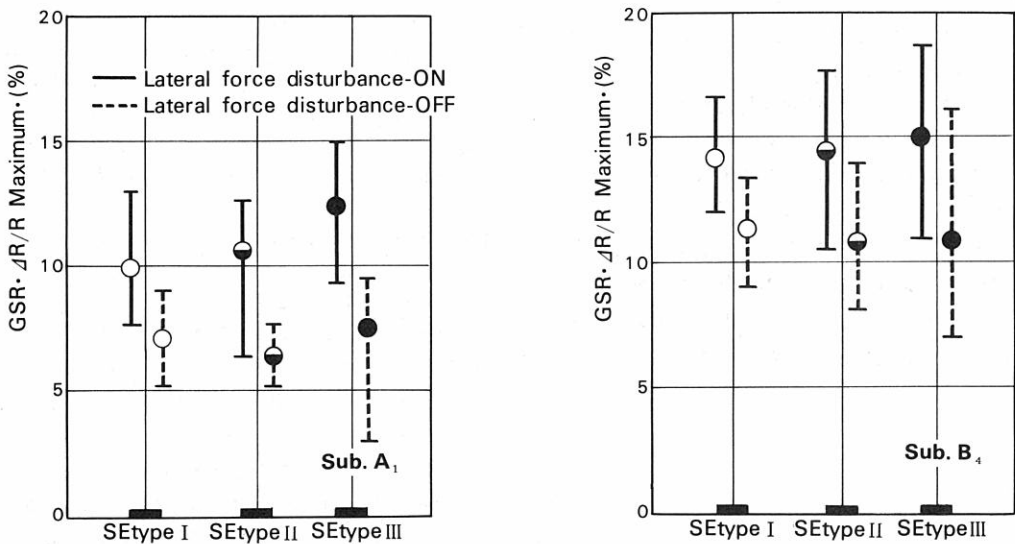 GSR· ΔR/R Maximum· (%)
20
15
10
5
0
Lateral force disturbance-ON
Lateral force disturbance-OFF
Sub. A₁
SEtype I
SEtype II
SEtype III
GSR· ΔR/R Maximum· (%)
20
15
10
5
0
Sub. B₄
SEtype I
SEtype II
SEtype III